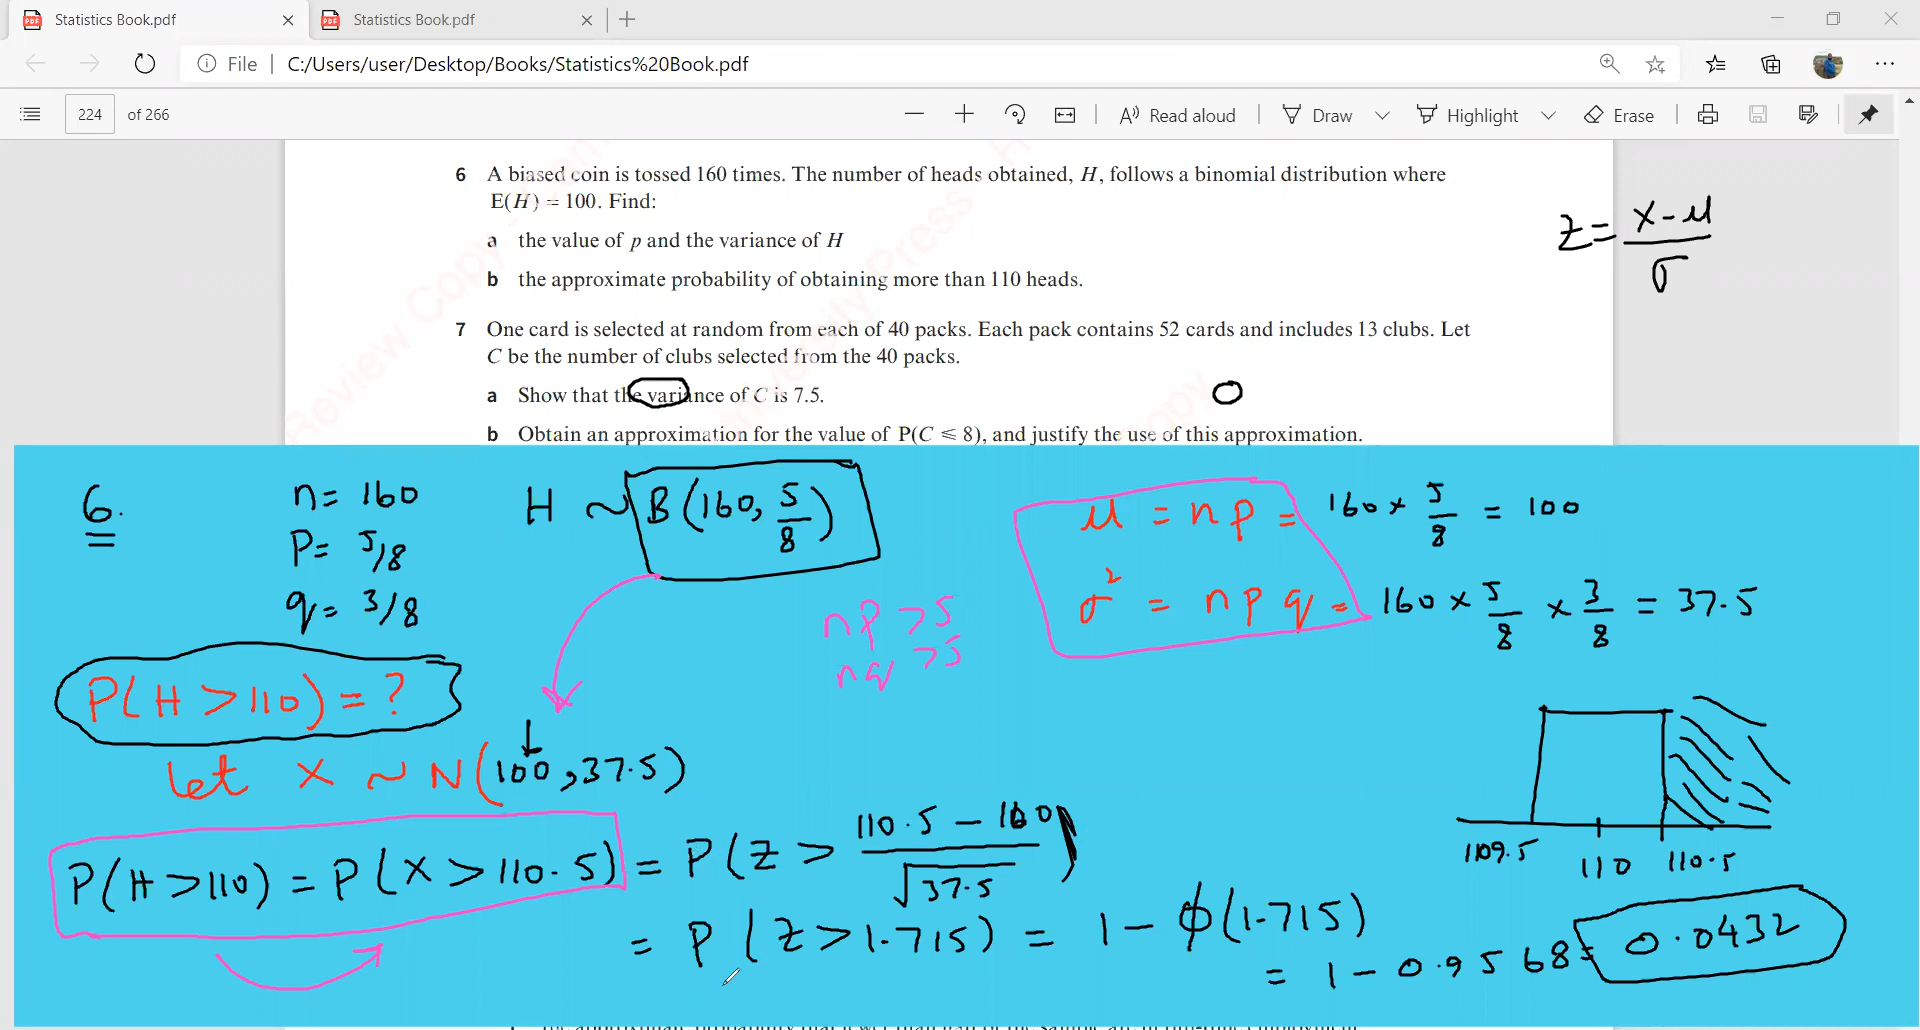 Statistics Book.pdf
Statistics Book.pdf
File | C:/Users/user/Desktop/Books/Statistics%20Book.pdf
224 of 266
Read aloud
Draw
Highlight
Erase
6 A biased coin is tossed 160 times. The number of heads obtained, H, follows a binomial distribution where
E(H) = 100. Find:
a the value of p and the variance of H
b the approximate probability of obtaining more than 110 heads.
z = (x - μ)/σ
7 One card is selected at random from each of 40 packs. Each pack contains 52 cards and includes 13 clubs. Let
C be the number of clubs selected from the 40 packs.
a Show that the variance of C is 7.5.
b Obtain an approximation for the value of P(C ⩽ 8), and justify the use of this approximation.
6.
n = 160
P = 5/8
q = 3/8
H ~ B(160, 5/8)
μ = np = 160 × 5/8 = 100
σ² = npq = 160 × 5/8 × 3/8 = 37.5
np > 5
nq > 5
P(H > 110) = ?
let X ~ N(100, 37.5)
P(H > 110) = P(X > 110.5) = P(Z > (110.5 - 100)/√37.5)
1109.5 110 110.5
= P(Z > 1.715) = 1 - ϕ(1.715)
= 1 - 0.9568 = 0.0432
Review Copy
Review Copy